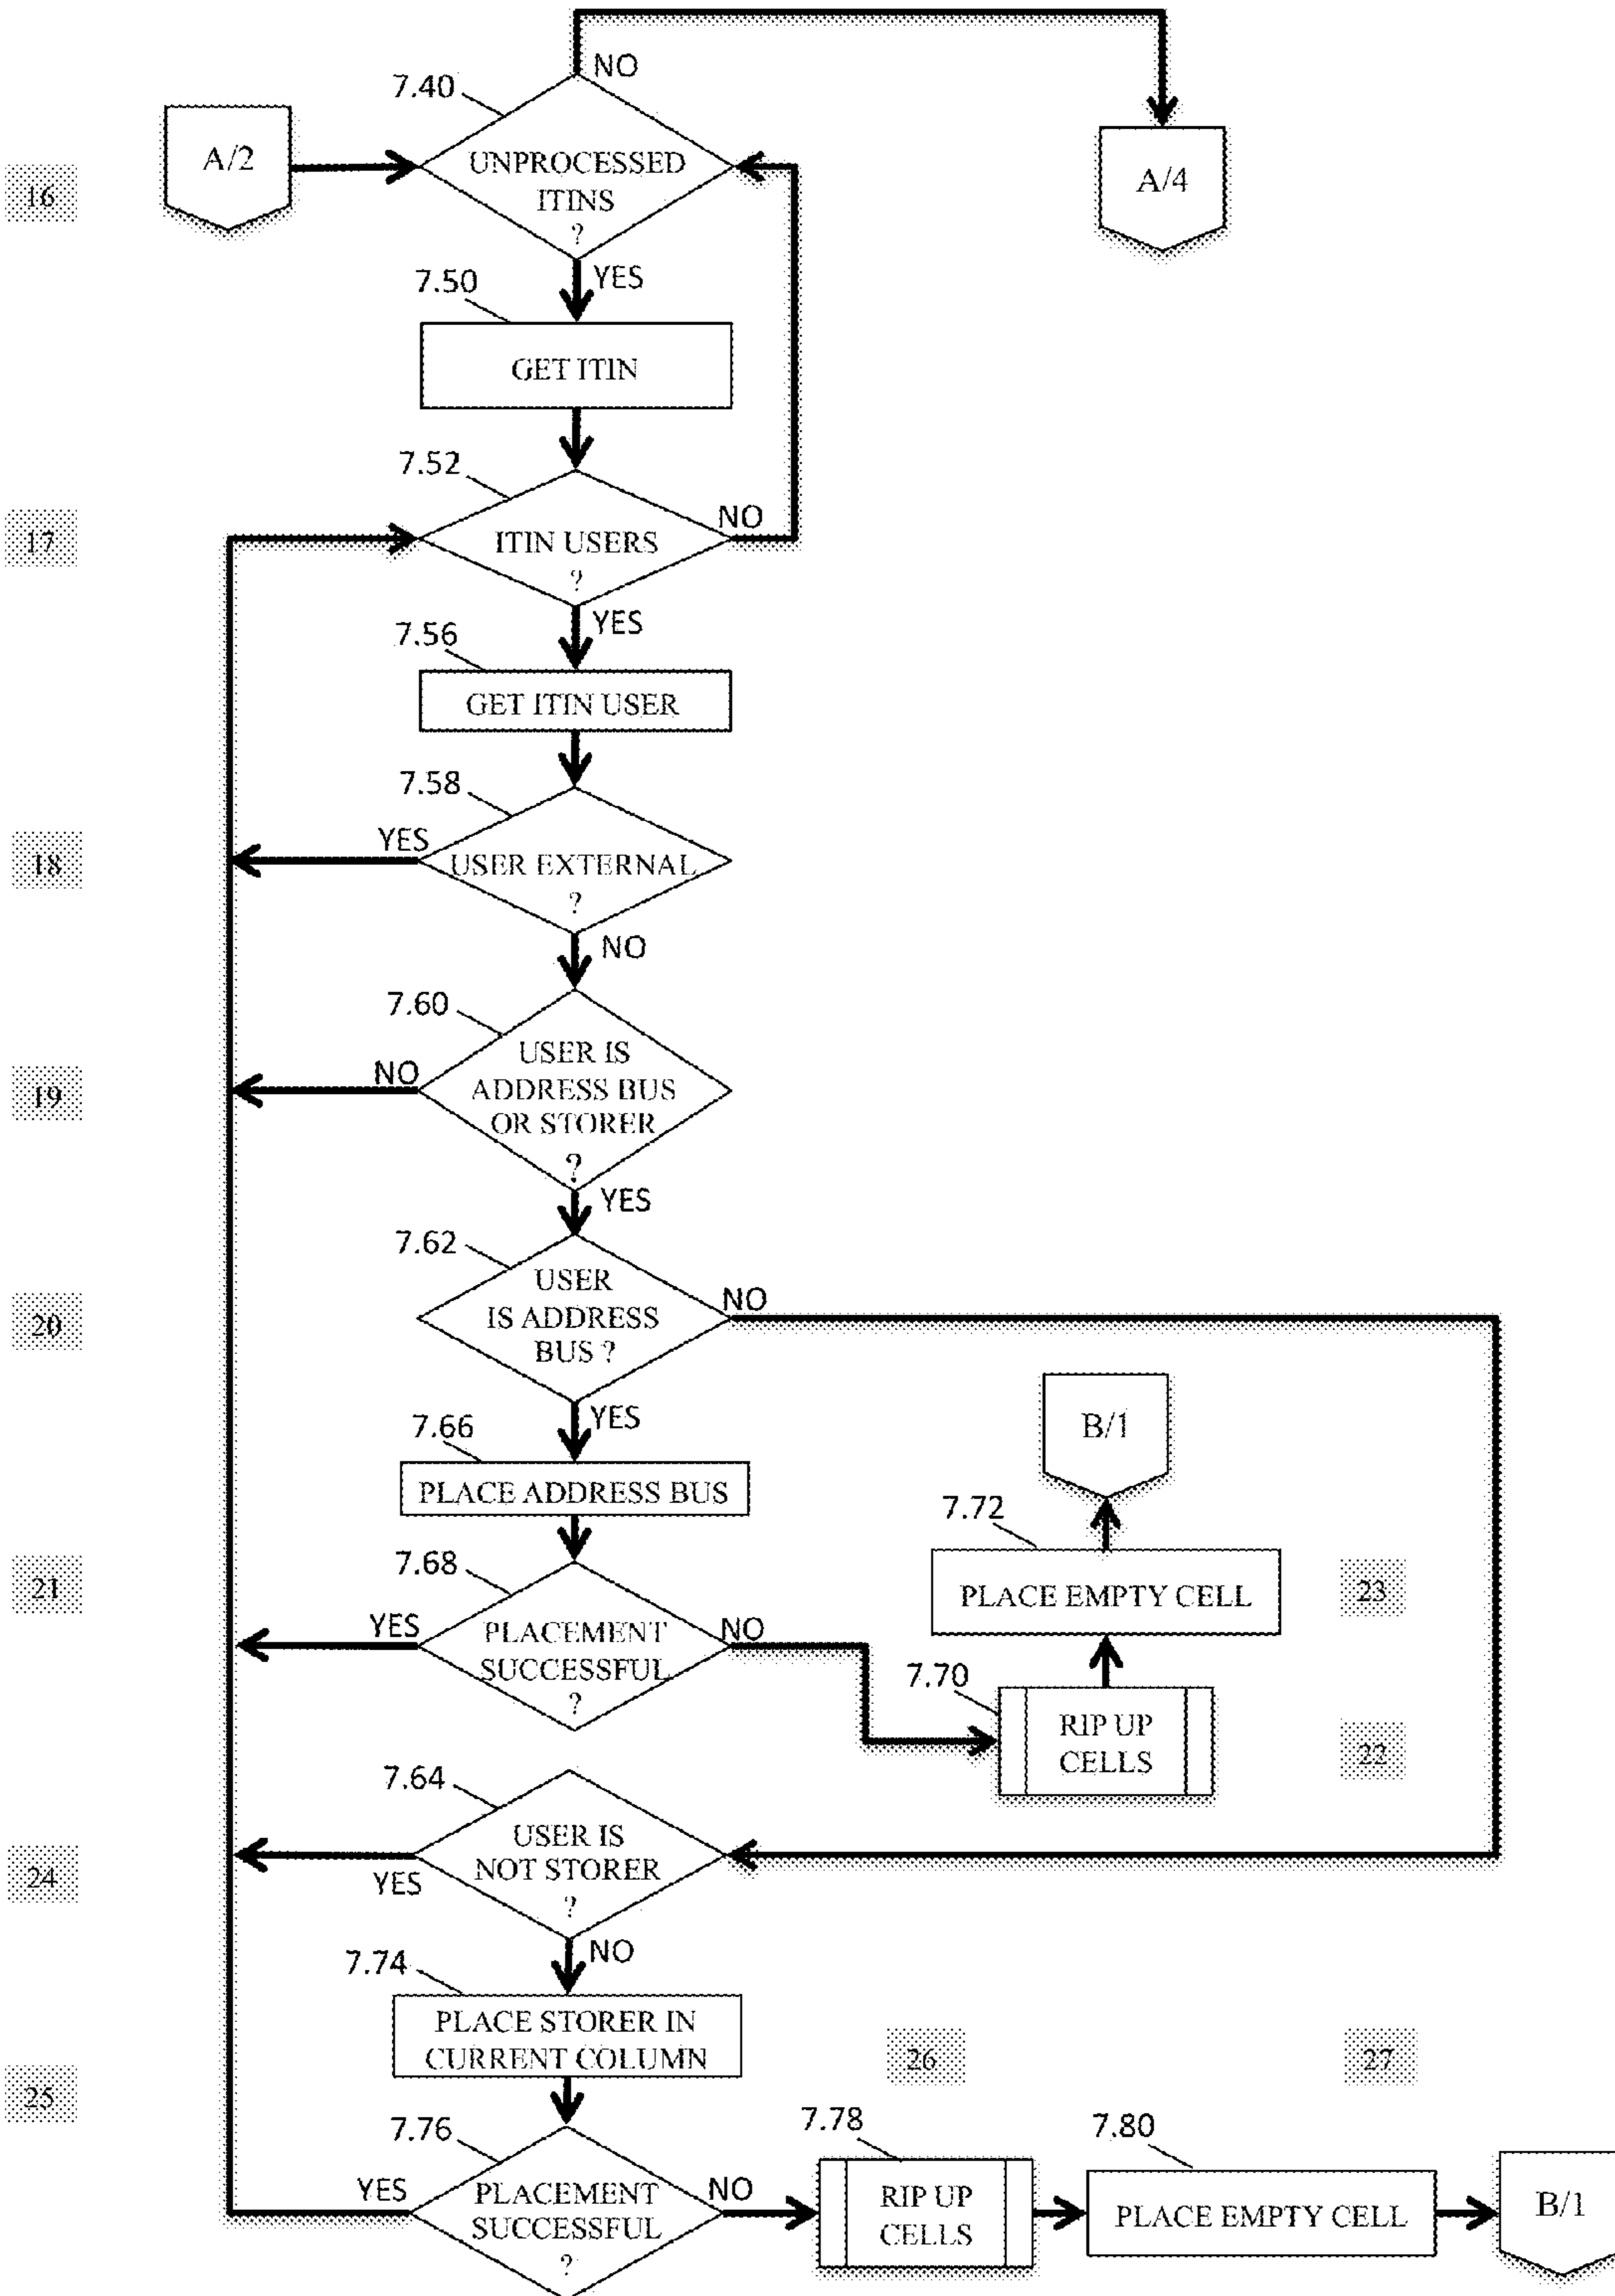 NO
7.40
A/2
UNPROCESSED
ITINS
?
A/4
16
YES
7.50
GET ITIN
7.52
NO
17
ITIN USERS
?
YES
7.56
GET ITIN USER
7.58
YES
18
USER EXTERNAL
?
NO
7.60
USER IS
NO
ADDRESS BUS
19
OR STORER
?
YES
7.62
USER
NO
20
IS ADDRESS
BUS ?
YES
B/1
7.66
PLACE ADDRESS BUS
7.72
7.68
21
PLACE EMPTY CELL
23
YES
PLACEMENT
NO
SUCCESSFUL
?
7.70
RIP UP
CELLS
22
7.64
USER IS
NOT STORER
24
YES
?
NO
7.74
PLACE STORER IN
CURRENT COLUMN
26
27
25
7.76
7.78
7.80
YES
PLACEMENT
NO
SUCCESSFUL
?
RIP UP
CELLS
PLACE EMPTY CELL
B/1